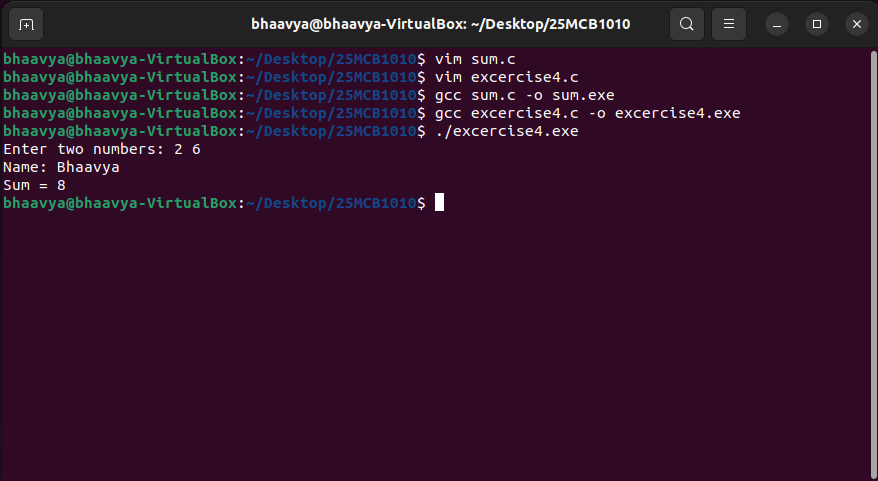 bhaavya@bhaavya-VirtualBox: ~/Desktop/25MCB1010
bhaavya@bhaavya-VirtualBox:~/Desktop/25MCB1010$ vim sum.c
bhaavya@bhaavya-VirtualBox:~/Desktop/25MCB1010$ vim excercise4.c
bhaavya@bhaavya-VirtualBox:~/Desktop/25MCB1010$ gcc sum.c -o sum.exe
bhaavya@bhaavya-VirtualBox:~/Desktop/25MCB1010$ gcc excercise4.c -o excercise4.exe
bhaavya@bhaavya-VirtualBox:~/Desktop/25MCB1010$ ./excercise4.exe
Enter two numbers: 2 6
Name: Bhaavya
Sum = 8
bhaavya@bhaavya-VirtualBox:~/Desktop/25MCB1010$